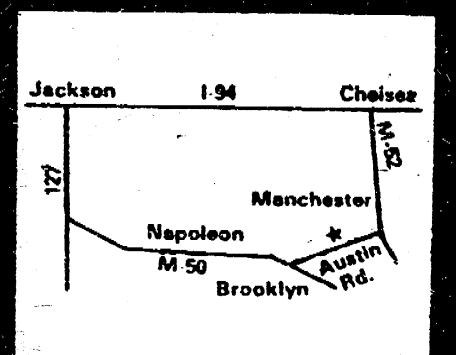 Jackson I-94 Chelsea
M-52
127
Manchester
Napoleon
M-50
Austin
Rd.
Brooklyn